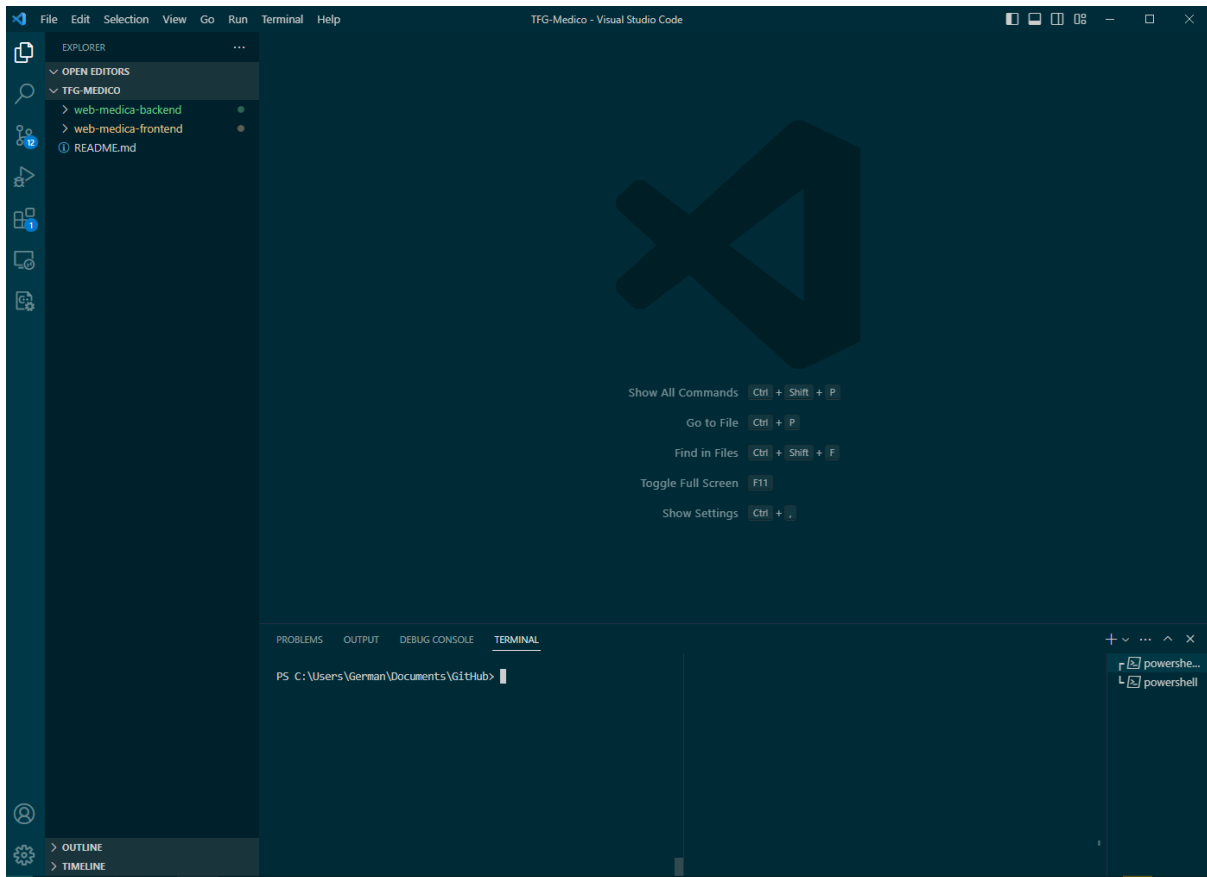 File Edit Selection View Go Run Terminal Help
TFG-Medico - Visual Studio Code
EXPLORER
OPEN EDITORS
TFG-MEDICO
web-medica-backend
web-medica-frontend
README.md
12
1
Show All Commands Ctrl + Shift + P
Go to File Ctrl + P
Find in Files Ctrl + Shift + F
Toggle Full Screen F11
Show Settings Ctrl + ,
PROBLEMS OUTPUT DEBUG CONSOLE TERMINAL
PS C:\Users\German\Documents\GitHub>
powershe...
powershell
OUTLINE
TIMELINE